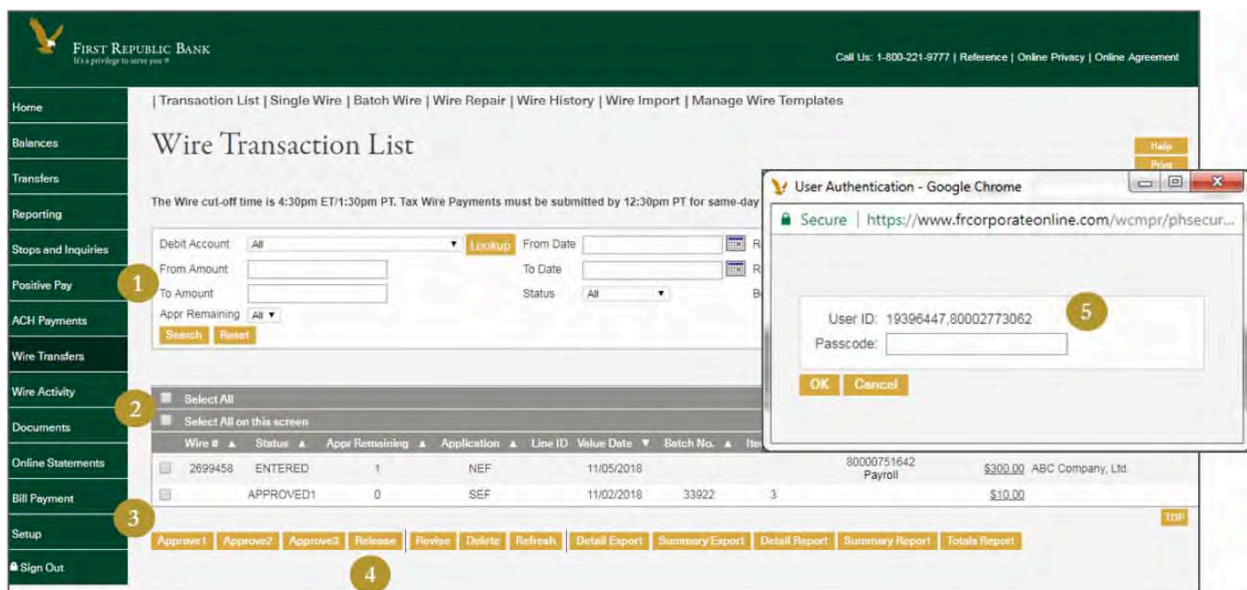 FIRST REPUBLIC BANK
It's a privilege to serve you ®
Call Us: 1-800-221-9777 | Reference | Online Privacy | Online Agreement
Home
Balances
Transfers
Reporting
Stops and Inquiries
Positive Pay
ACH Payments
Wire Transfers
Wire Activity
Documents
Online Statements
Bill Payment
Setup
Sign Out
| Transaction List | Single Wire | Batch Wire | Wire Repair | Wire History | Wire Import | Manage Wire Templates
Wire Transaction List
Help
Print
The Wire cut-off time is 4:30pm ET/1:30pm PT. Tax Wire Payments must be submitted by 12:30pm PT for same-day
1
Debit Account All Lookup From Date R
From Amount To Date R
To Amount Status All B
Appr Remaining All
Search Reset
2
Select All
Select All on this screen
Wire # ▲ Status ▲ Appr Remaining ▲ Application ▲ Line ID Value Date ▼ Batch No. ▲
2699458 ENTERED 1 NEF 11/05/2018 80000751642 Payroll $300.00 ABC Company, Ltd.
APPROVED1 0 SEF 11/02/2018 33922 3 $10.00
TOP
3
Approve1 Approve2 Approve3 Release Revise Delete Refresh Detail Export Summary Export Detail Report Summary Report Totals Report
4
User Authentication - Google Chrome
Secure | https://www.frcorporateonline.com/wcmpr/phsecur...
User ID: 19396447,80002773062
5
Passcode:
OK Cancel